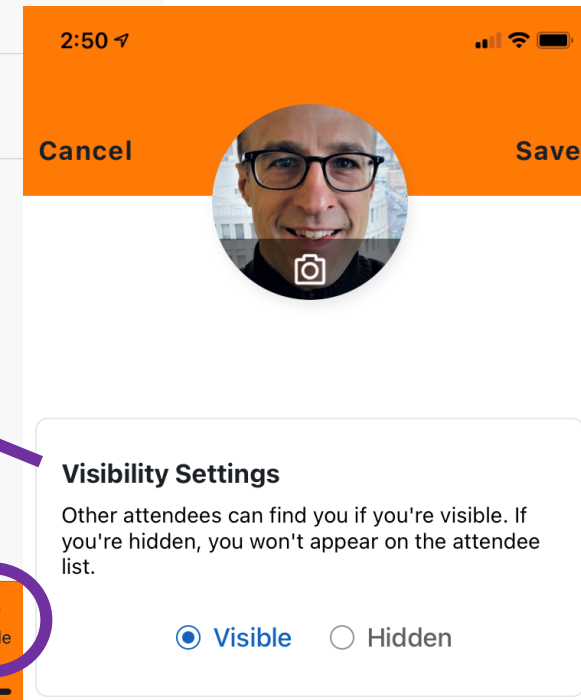 2:50
Cancel
Save
Visibility Settings
Other attendees can find you if you're visible. If
you're hidden, you won't appear on the attendee
list.
Visible
Hidden